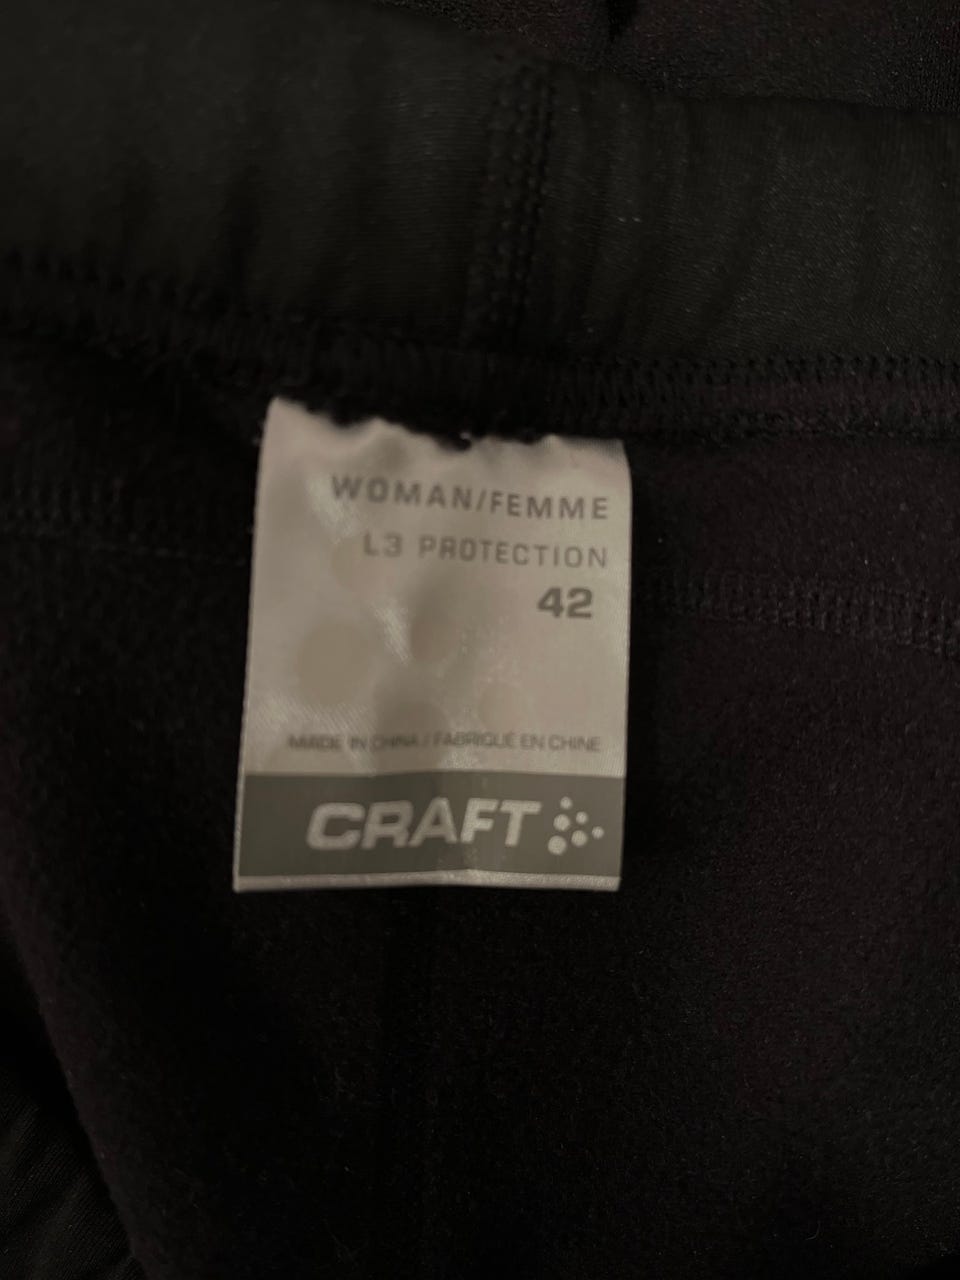 WOMAN/FEMME
L3 PROTECTION
42
MADE IN CHINA / FABRIQUÉ EN CHINE
CRAFT